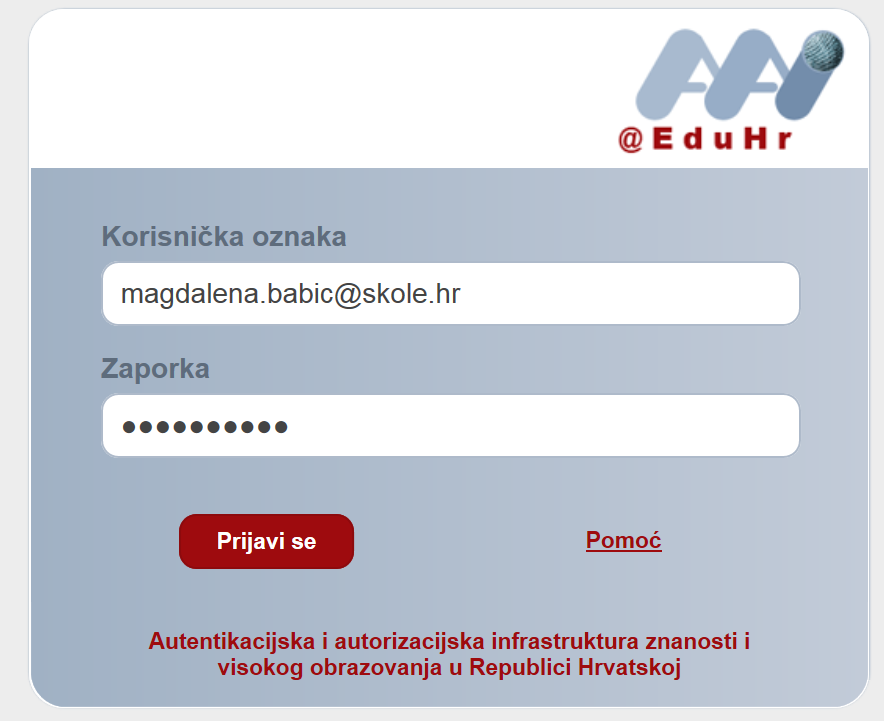 AAI
@EduHr
Korisnička oznaka
magdalena.babic@skole.hr
Zaporka
••••••••••
Prijavi se
Pomoć
Autentikacijska i autorizacijska infrastruktura znanosti i
visokog obrazovanja u Republici Hrvatskoj